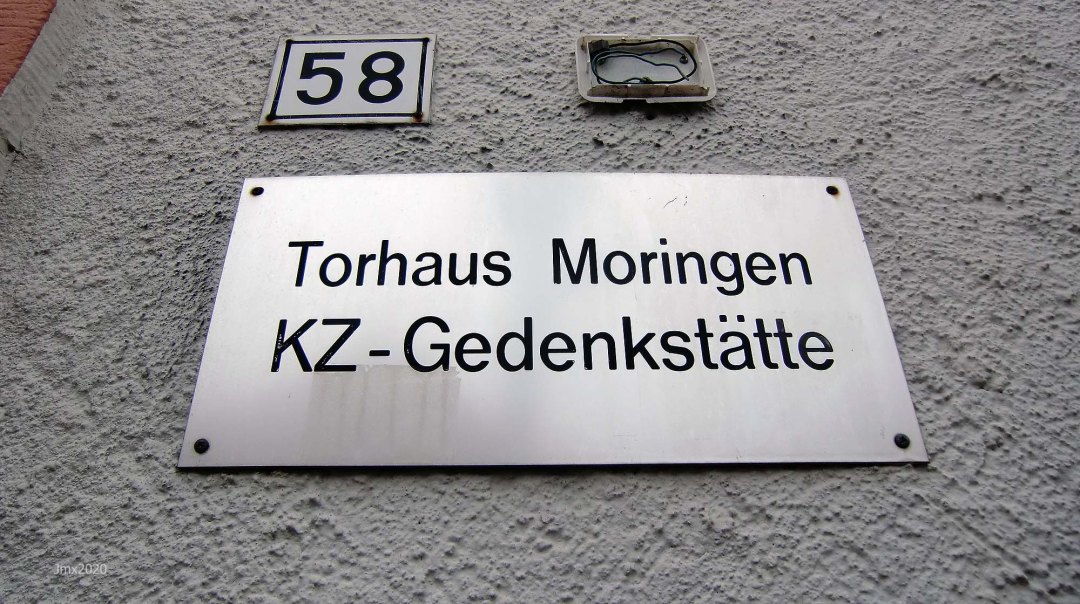 58
Torhaus Moringen
KZ-Gedenkstätte
Jmx2020